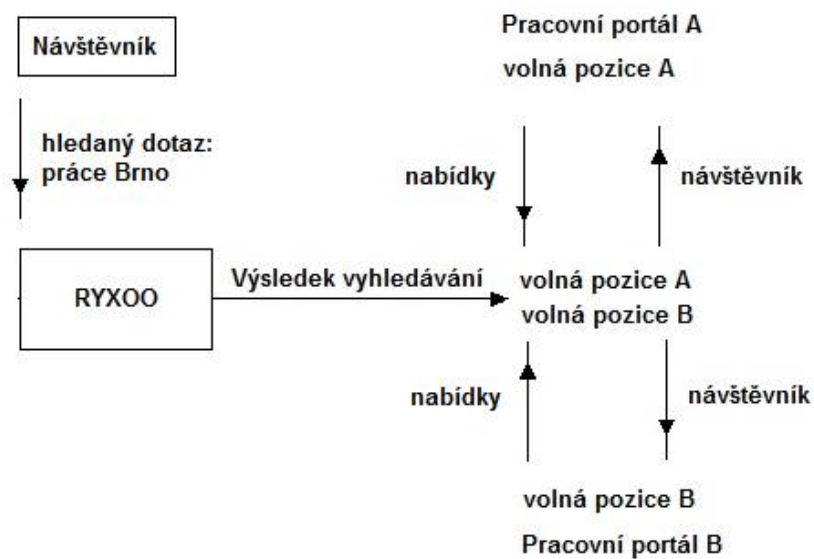 Návštěvník
Pracovní portál A
volná pozice A
hledaný dotaz:
práce Brno
nabídky
návštěvník
RYXOO
Výsledek vyhledávání
volná pozice A
volná pozice B
nabídky
návštěvník
volná pozice B
Pracovní portál B